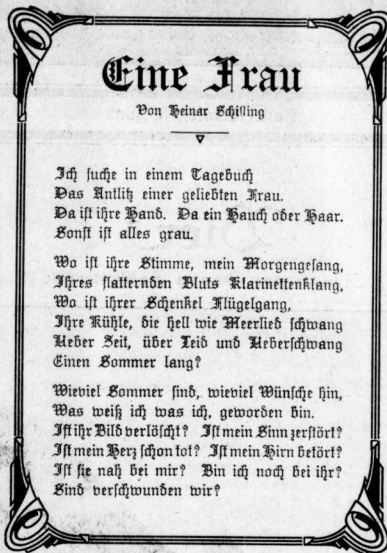 Eine Frau
Von Heinar Schilling
Ich suche in einem Tagebuch
Das Antlitz einer geliebten Frau.
Da ist ihre Hand. Da ein Hauch oder Haar.
Sonst ist alles grau.
Wo ist ihre Stimme, mein Morgengesang,
Ihres flatternden Bluts Klarinettenklang,
Wo ist ihrer Schenkel Flügelgang,
Ihre Kühle, die hell wie Meerlied schwang
Ueber Zeit, über Leid und Ueberschwang
Einen Sommer lang?
Wieviel Sommer sind, wieviel Wünsche hin,
Was weiß ich was ich, geworden bin.
Ist ihr Bild verlöscht? Ist mein Sinn zerstört?
Ist mein Herz schon tot? Ist mein Hirn betört?
Ist sie nah bei mir? Bin ich noch bei ihr?
Sind verschwunden wir?